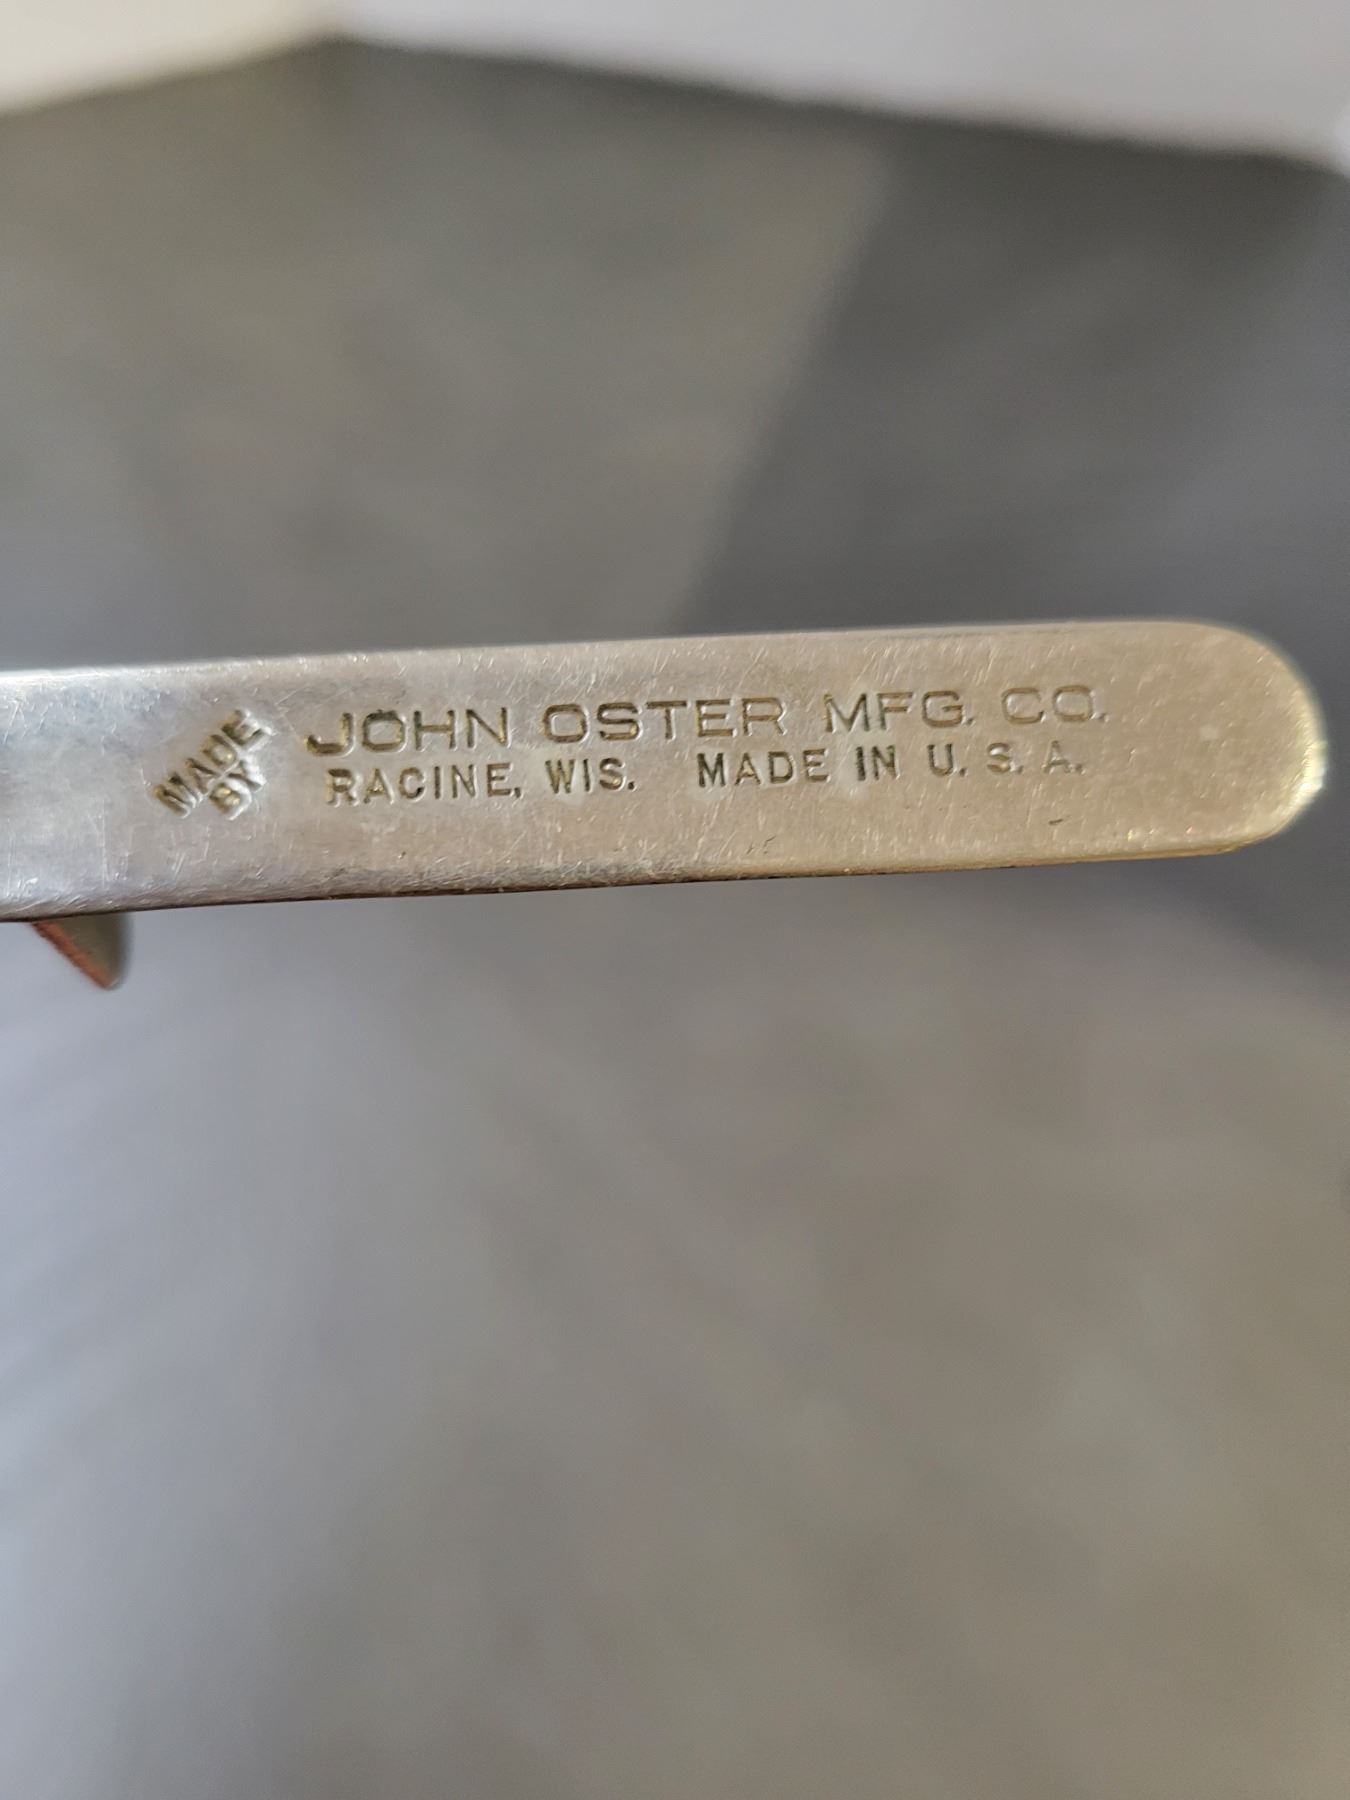 MADE
BY
JOHN OSTER MFG. CO.
RACINE, WIS. MADE IN U. S. A.